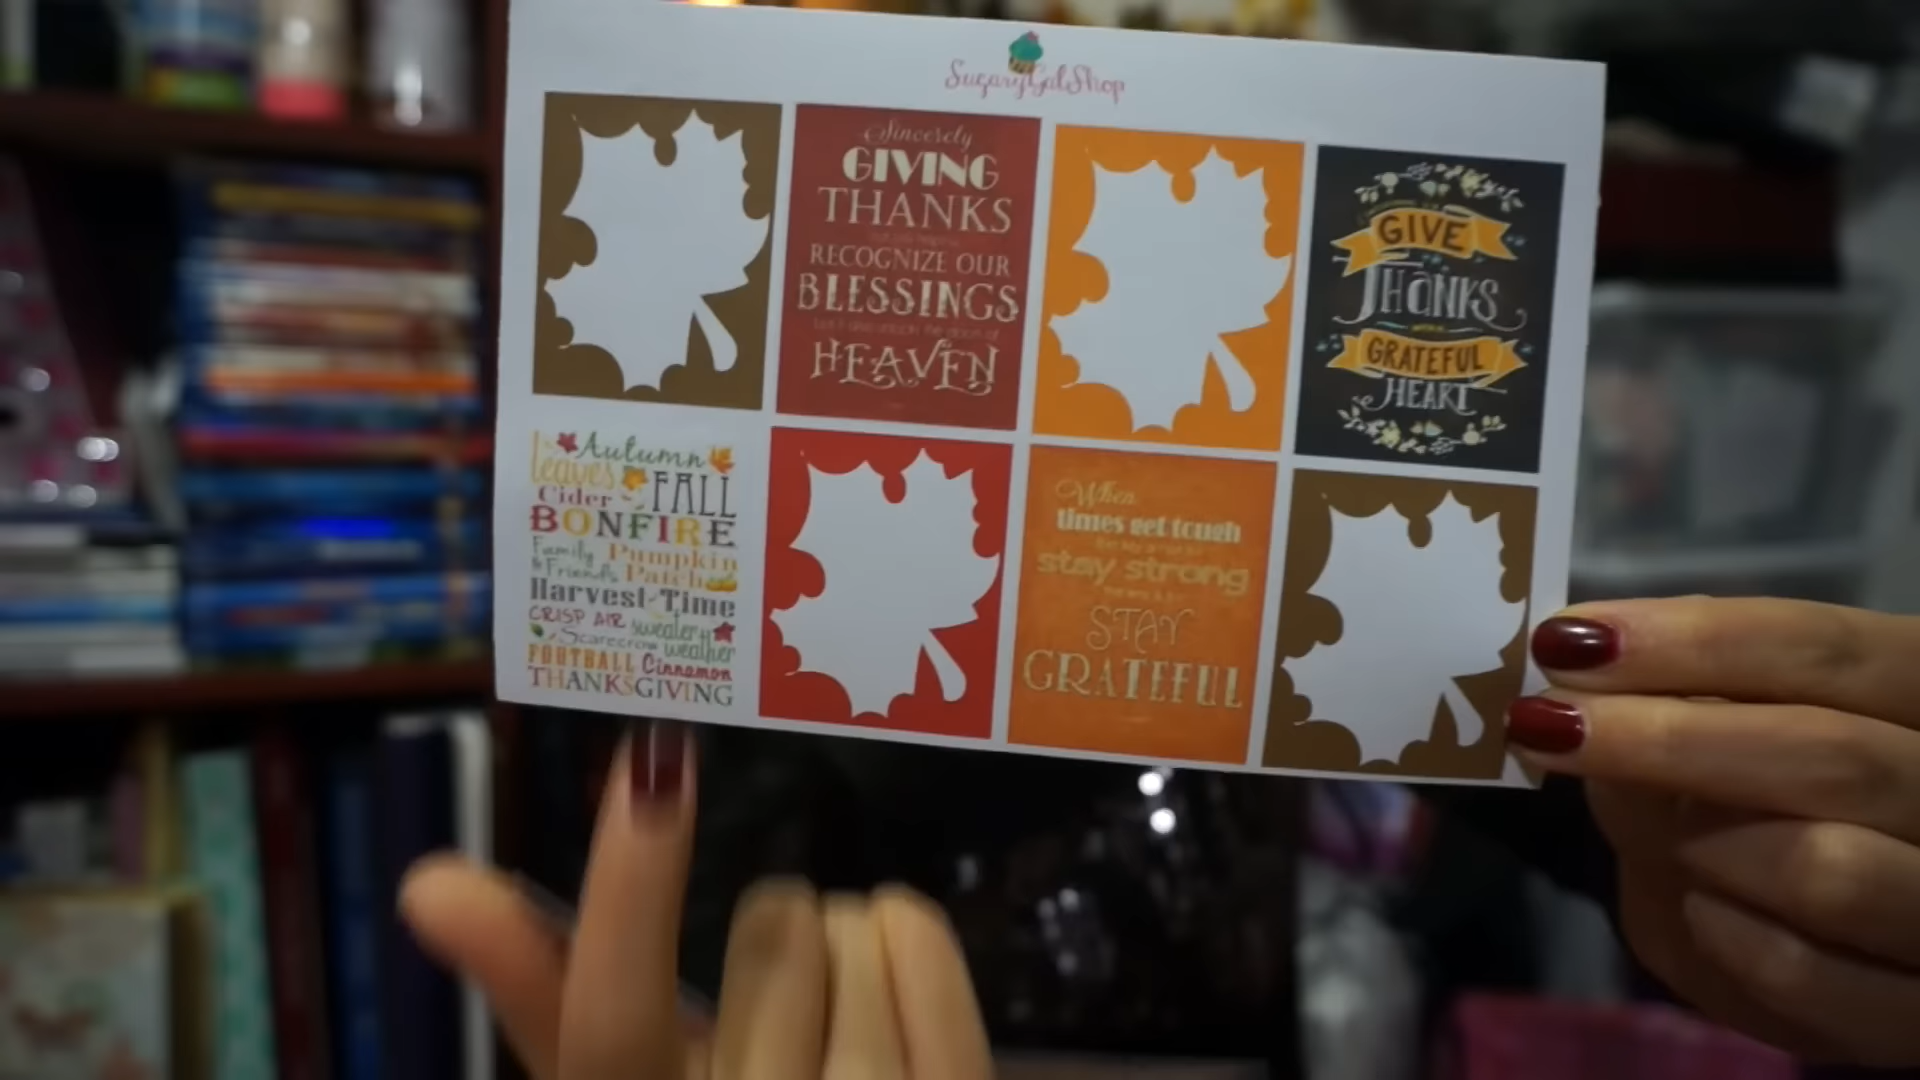 SugaryGalShop
Sincerely
GIVING
THANKS
RECOGNIZE OUR
BLESSINGS
HEAVEN
GIVE
THANKS
GRATEFUL
HEART
Autumn
leaves
FALL
Cider
BONFIRE
Family
& Friends
Pumpkin
Patch
Harvest-Time
CRISP AIR
sweater
weather
Scarecrow
FOOTBALL Cinnamon
THANKSGIVING
When
times get tough
stay strong
STAY
GRATEFUL